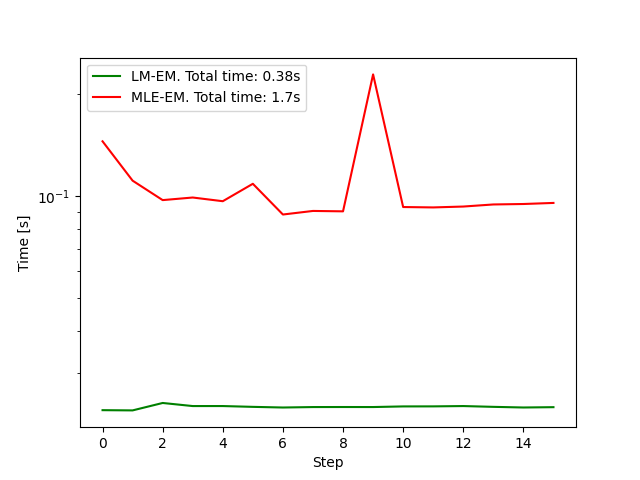 LM-EM. Total time: 0.38s
MLE-EM. Total time: 1.7s
10⁻¹
Time [s]
0 2 4 6 8 10 12 14
Step